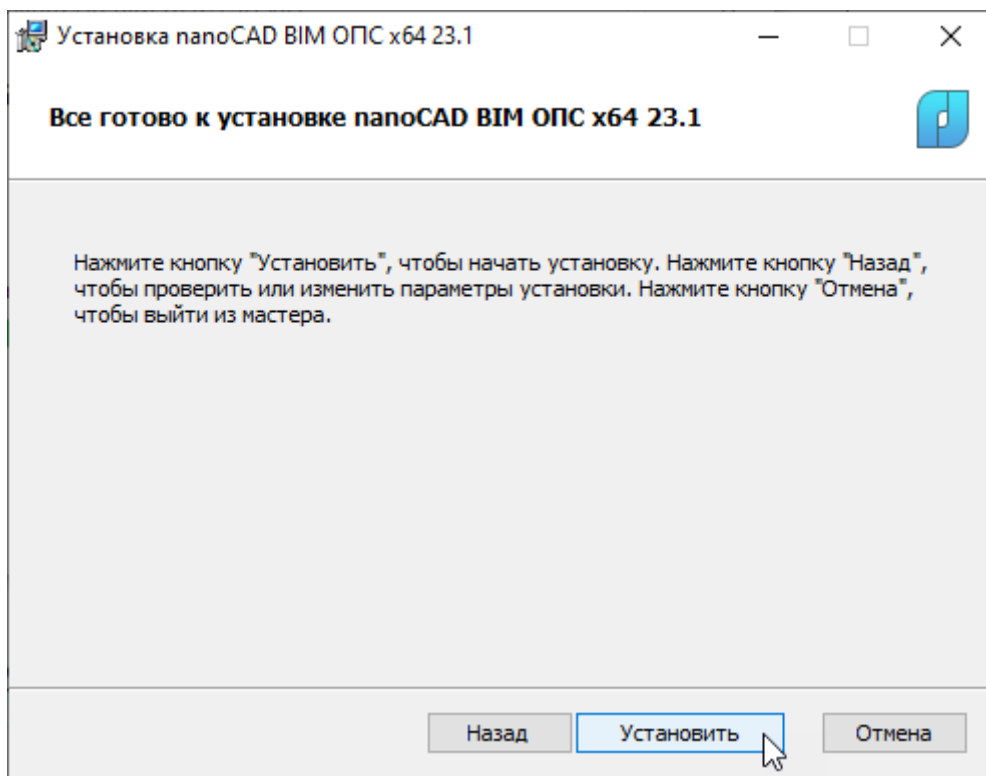 Установка nanoCAD BIM ОПС x64 23.1
Все готово к установке nanoCAD BIM ОПС x64 23.1
Нажмите кнопку "Установить", чтобы начать установку. Нажмите кнопку "Назад",
чтобы проверить или изменить параметры установки. Нажмите кнопку "Отмена",
чтобы выйти из мастера.
Назад Установить Отмена